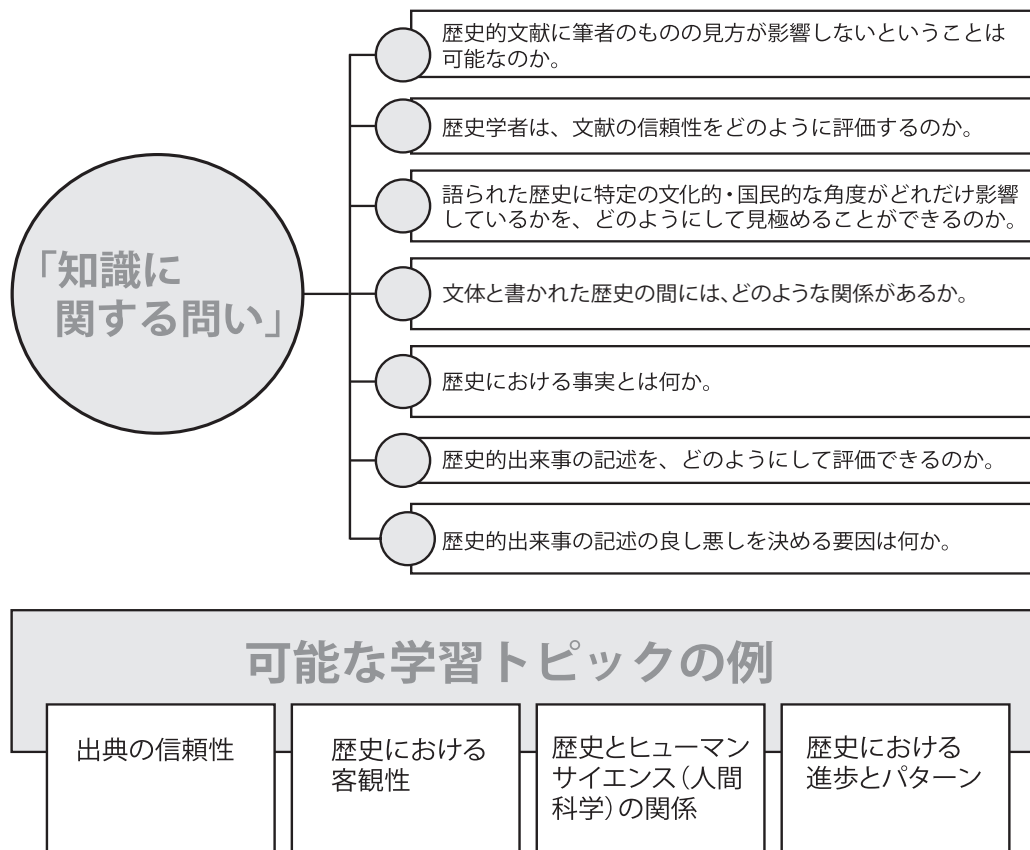 「知識に
関する問い」
歴史的文献に筆者のものの見方が影響しないということは
可能なのか。
歴史学者は、文献の信頼性をどのように評価するのか。
語られた歴史に特定の文化的・国民的な角度がどれだけ影響
しているかを、どのようにして見極めることができるのか。
文体と書かれた歴史の間には、どのような関係があるか。
歴史における事実とは何か。
歴史的出来事の記述を、どのようにして評価できるのか。
歴史的出来事の記述の良し悪しを決める要因は何か。
可能な学習トピックの例
出典の信頼性
歴史における
客観性
歴史とヒューマン
サイエンス（人間
科学）の関係
歴史における
進歩とパターン